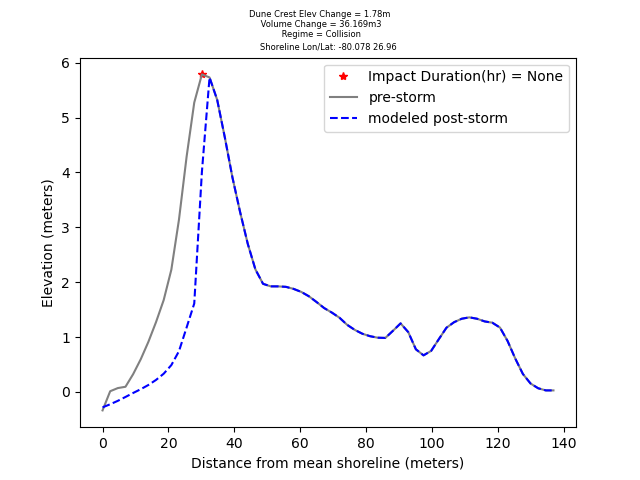 Dune Crest Elev Change = 1.78m
Volume Change = 36.169m3
Regime = Collision
Shoreline Lon/Lat: -80.078 26.96
Impact Duration(hr) = None
pre-storm
modeled post-storm
Elevation (meters)
6
5
4
3
2
1
0
0 20 40 60 80 100 120 140
Distance from mean shoreline (meters)